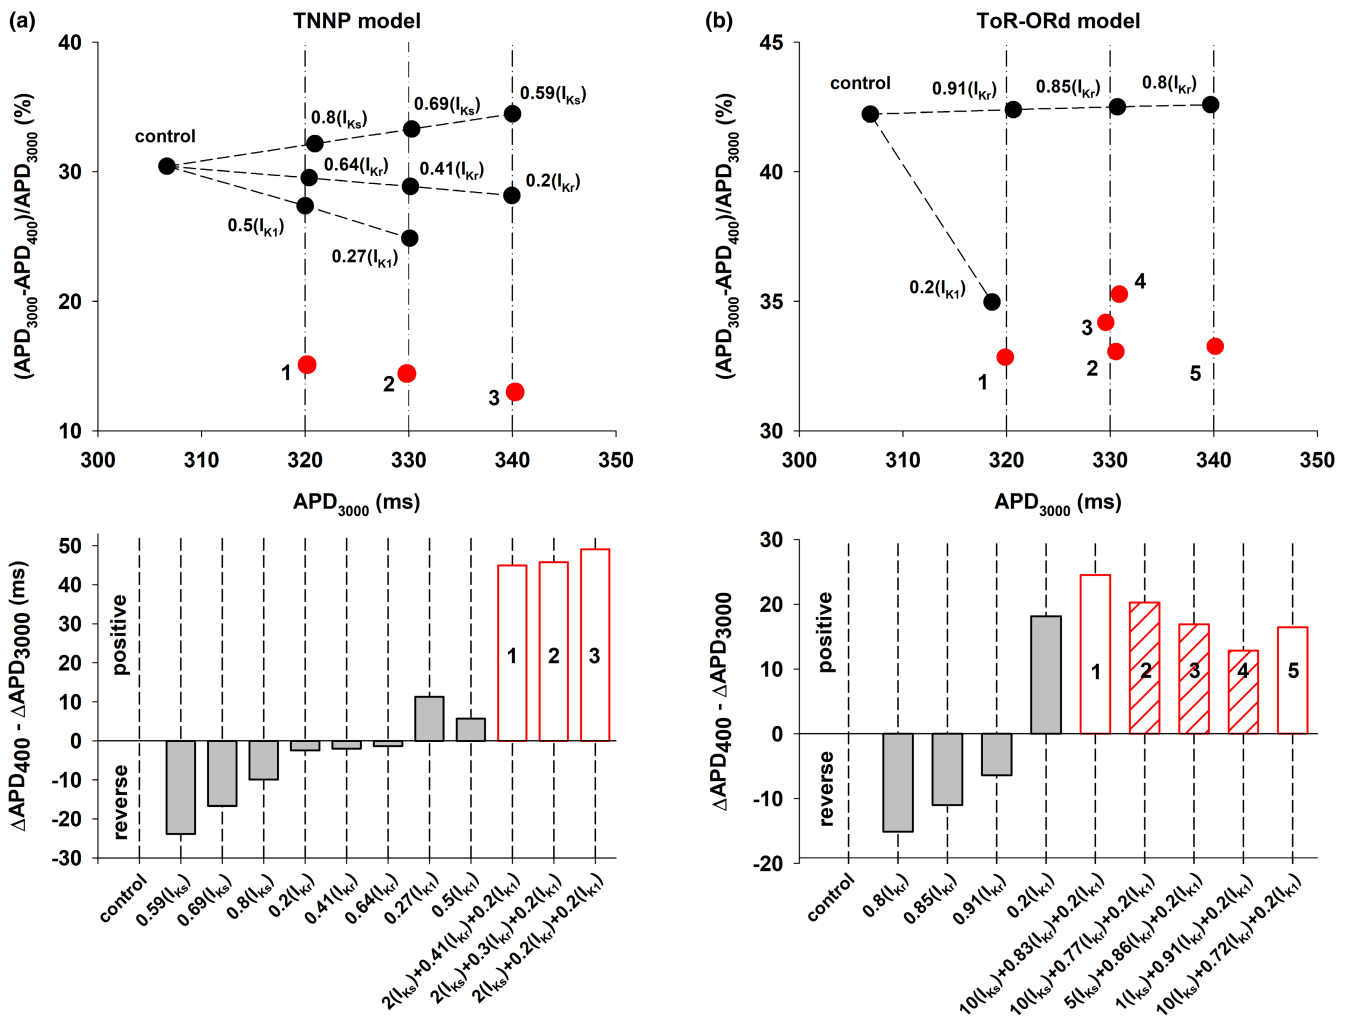 (a)
TNNP model
40
30
20
10
(APD3000-APD400)/APD3000 (%)
control
0.8(IKs)
0.69(IKs)
0.59(IKs)
0.64(IKr)
0.41(IKr)
0.2(IKr)
0.5(IK1)
0.27(IK1)
1
2
3
300
310
320
330
340
350
APD3000 (ms)
(b)
ToR-ORd model
45
40
35
30
(APD3000-APD400)/APD3000 (%)
control
0.91(IKr)
0.85(IKr)
0.8(IKr)
0.2(IK1)
1
2
3
4
5
300
310
320
330
340
350
APD3000 (ms)
50
40
30
20
10
0
-10
-20
-30
ΔAPD400 - ΔAPD3000 (ms)
positive
reverse
1
2
3
control
0.59(IKs)
0.69(IKs)
0.8(IKs)
0.2(IKr)
0.41(IKr)
0.64(IKr)
0.27(IK1)
0.5(IK1)
2(IKs)+0.41(IKr)+0.2(IK1)
2(IKs)+0.3(IKr)+0.2(IK1)
2(IKs)+0.2(IKr)+0.2(IK1)
30
20
10
0
-10
-20
ΔAPD400 - ΔAPD3000
positive
reverse
1
2
3
4
5
control
0.8(IKr)
0.85(IKr)
0.91(IKr)
0.2(IK1)
10(IKs)+0.83(IKr)+0.2(IK1)
10(IKs)+0.77(IKr)+0.2(IK1)
5(IKs)+0.86(IKr)+0.2(IK1)
1(IKs)+0.91(IKr)+0.2(IK1)
10(IKs)+0.72(IKr)+0.2(IK1)